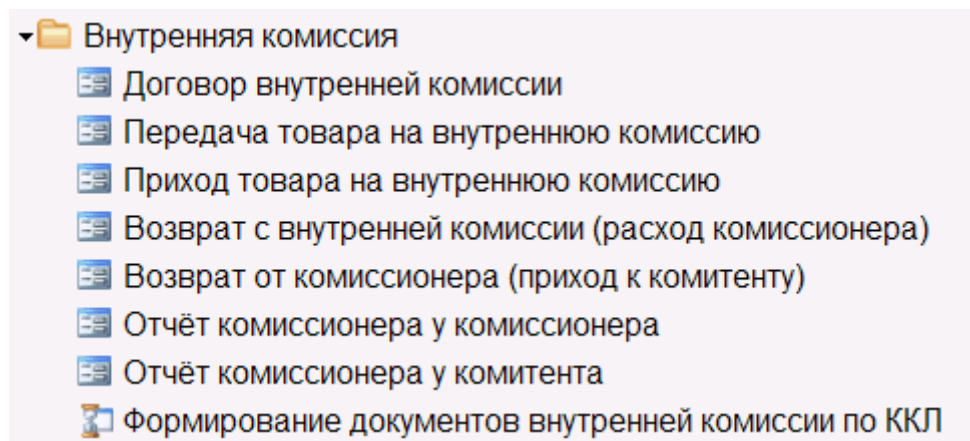 Внутренняя комиссия
Договор внутренней комиссии
Передача товара на внутреннюю комиссию
Приход товара на внутреннюю комиссию
Возврат с внутренней комиссии (расход комиссионера)
Возврат от комиссионера (приход к комитенту)
Отчёт комиссионера у комиссионера
Отчёт комиссионера у комитента
Формирование документов внутренней комиссии по ККЛ